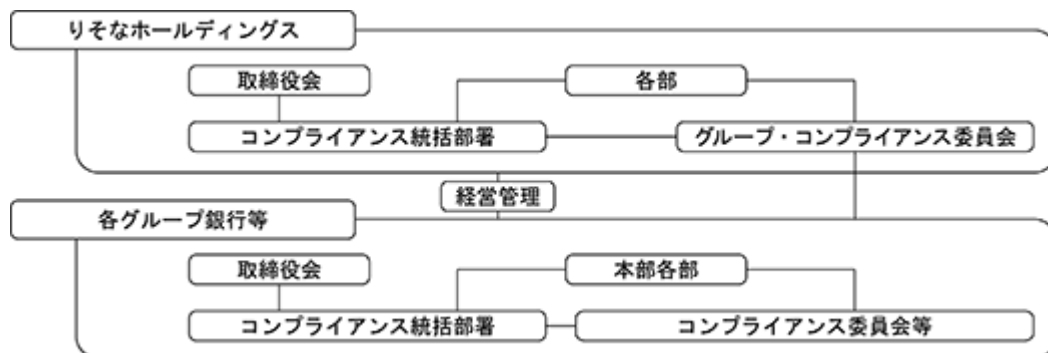 りそなホールディングス
取締役会
各部
コンプライアンス統括部署
グループ・コンプライアンス委員会
経営管理
各グループ銀行等
取締役会
本部各部
コンプライアンス統括部署
コンプライアンス委員会等